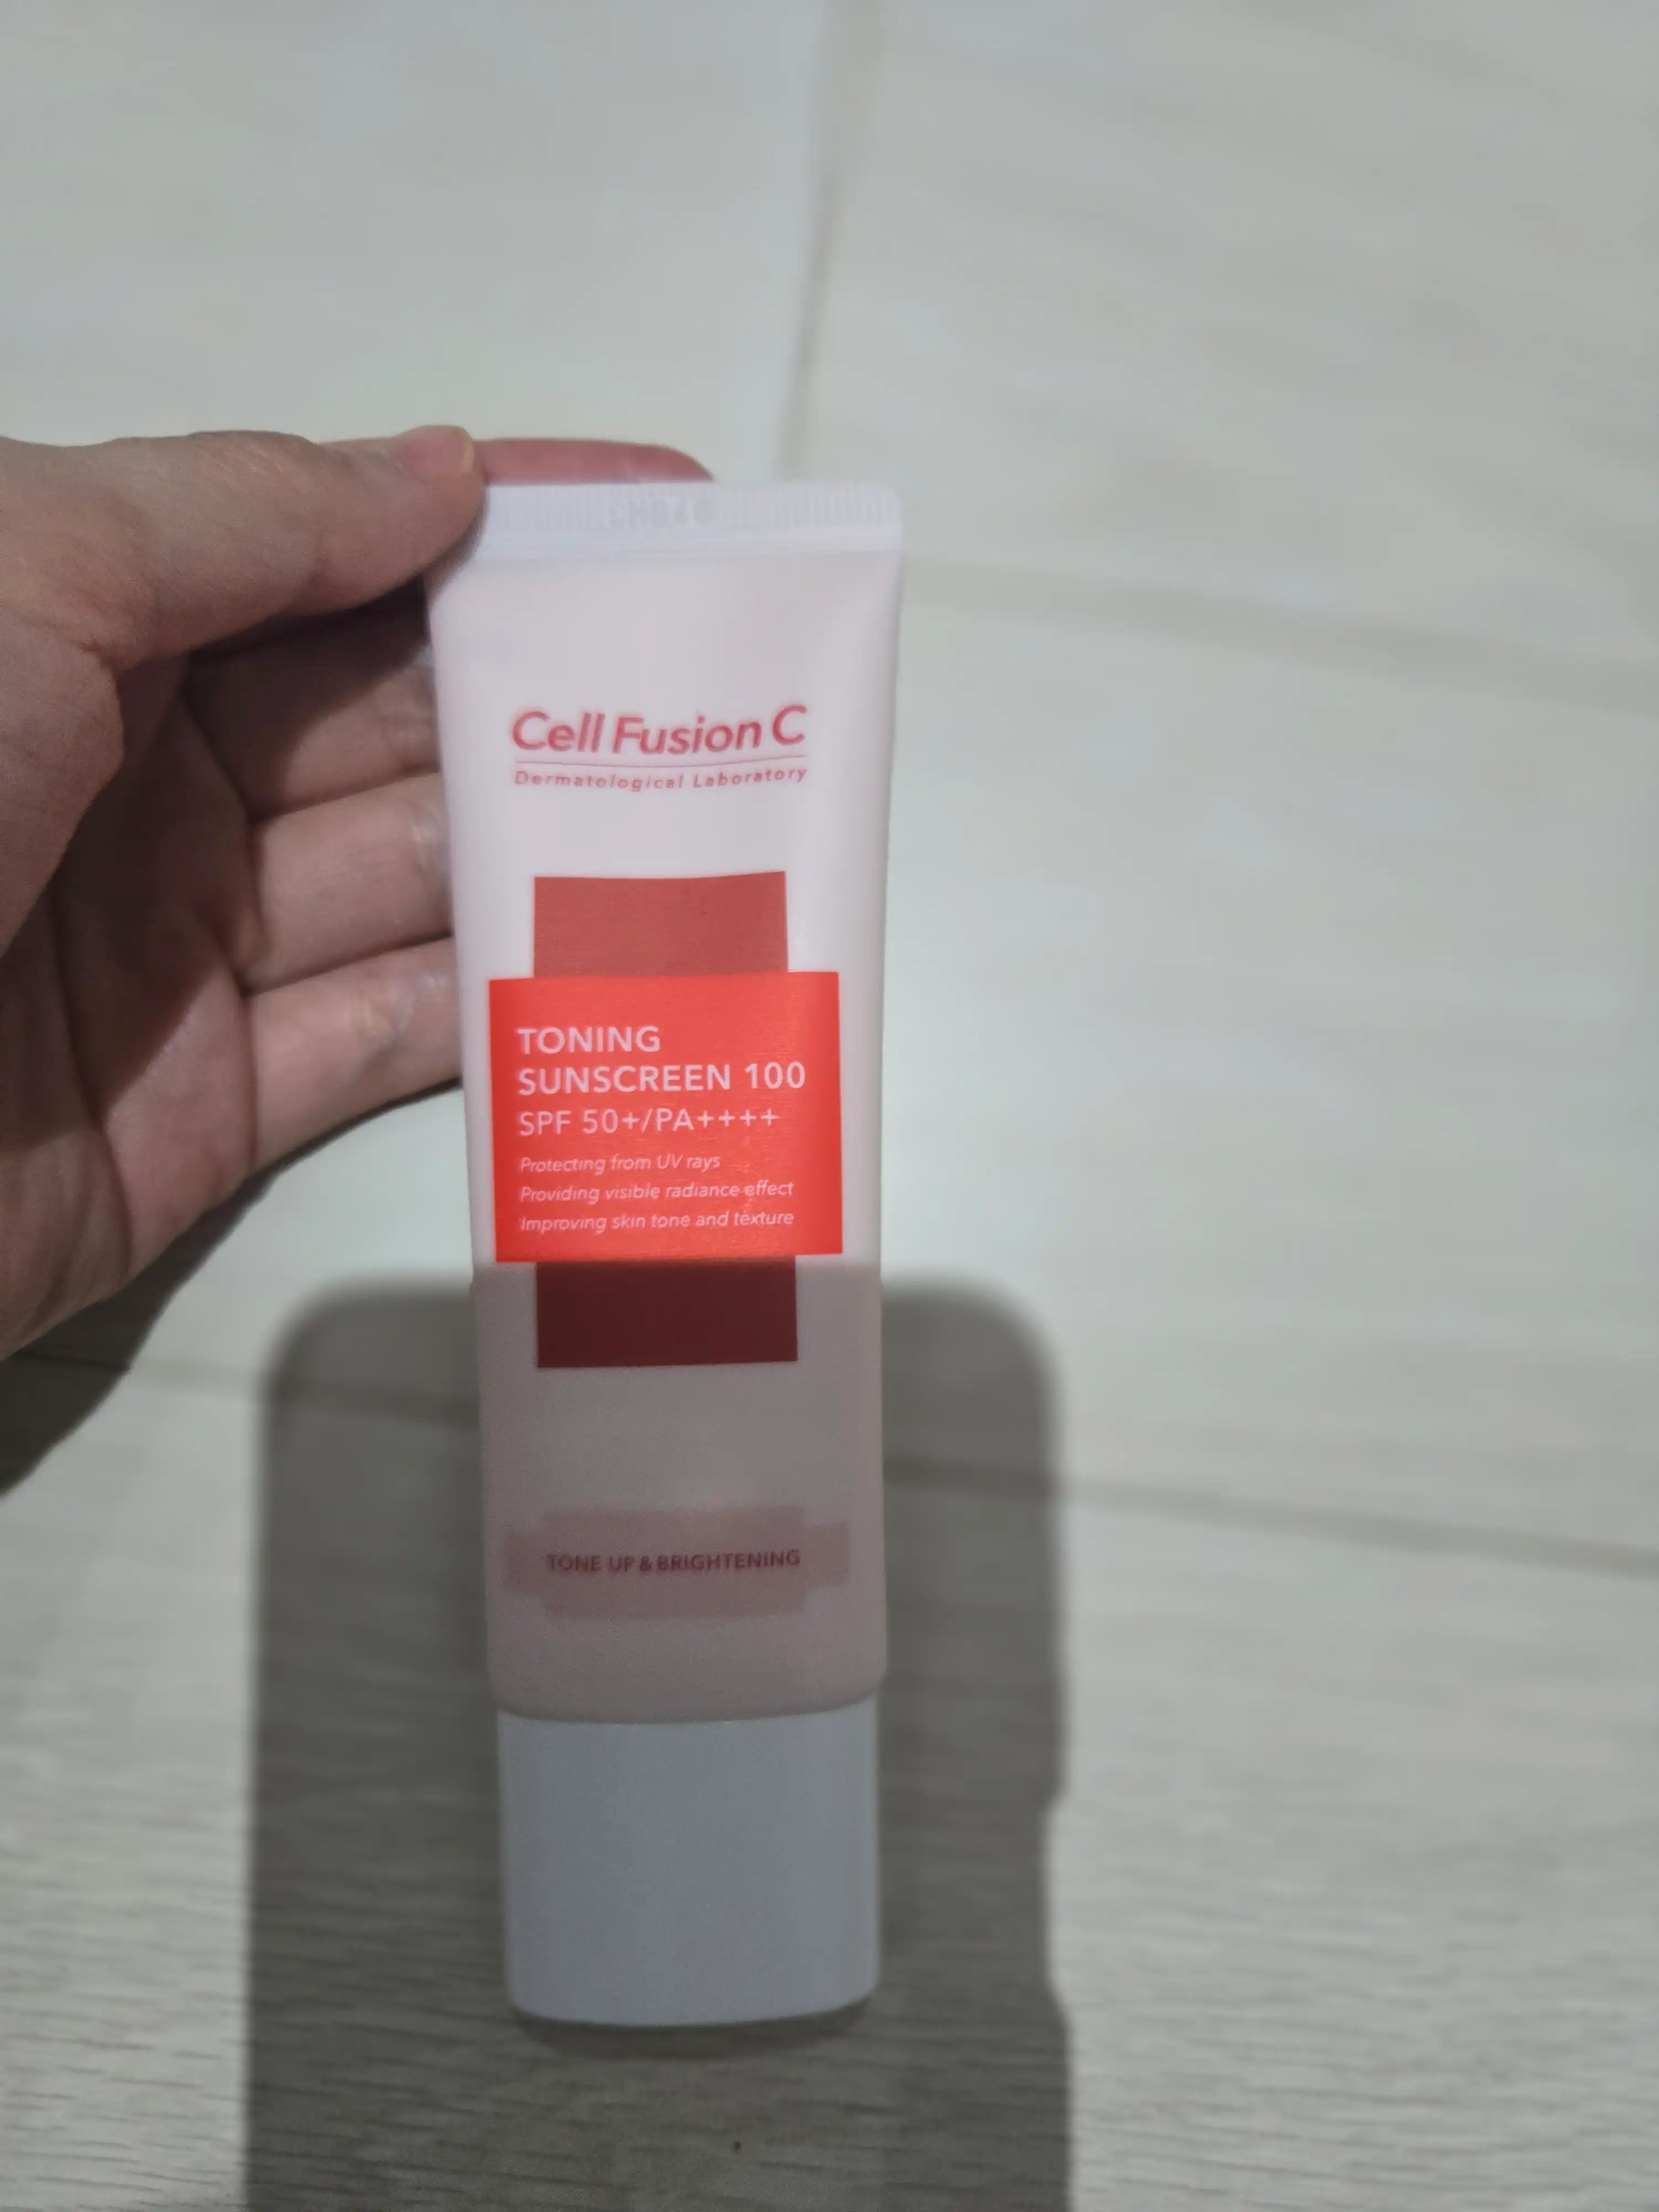 Cell Fusion C
Dermatological Laboratory
TONING
SUNSCREEN 100
SPF 50+/PA++++
Protecting from UV rays
Providing visible radiance effect
Improving skin tone and texture
TONE UP & BRIGHTENING